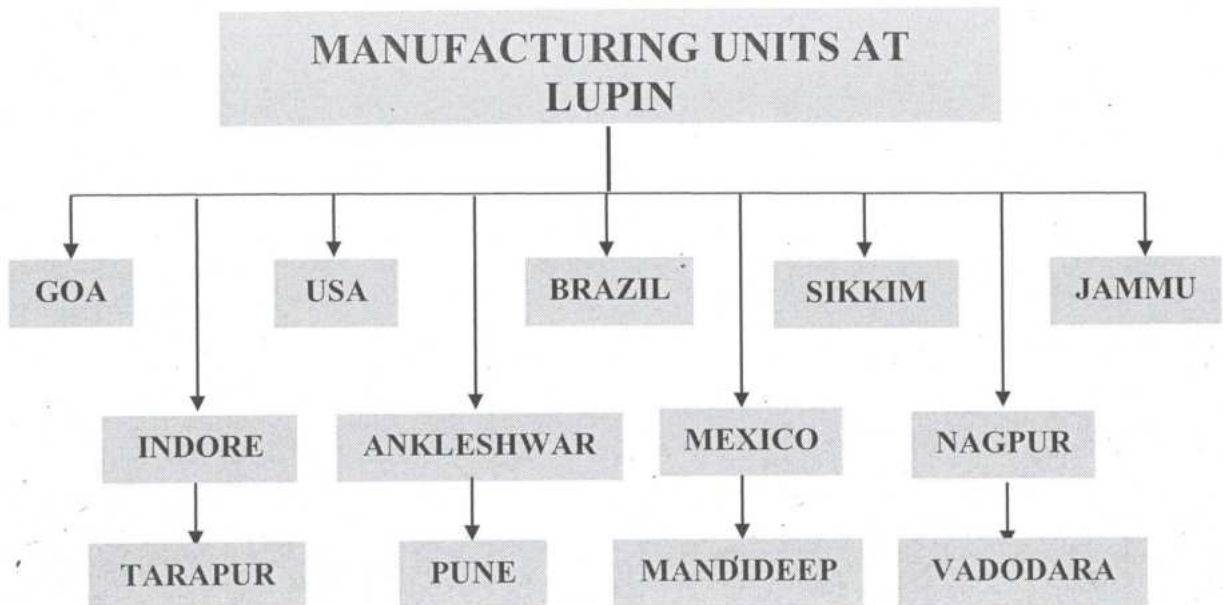 MANUFACTURING UNITS AT
LUPIN
GOA
USA
BRAZIL
SIKKIM
JAMMU
INDORE
ANKLESHWAR
MEXICO
NAGPUR
TARAPUR
PUNE
MANDIDEEP
VADODARA